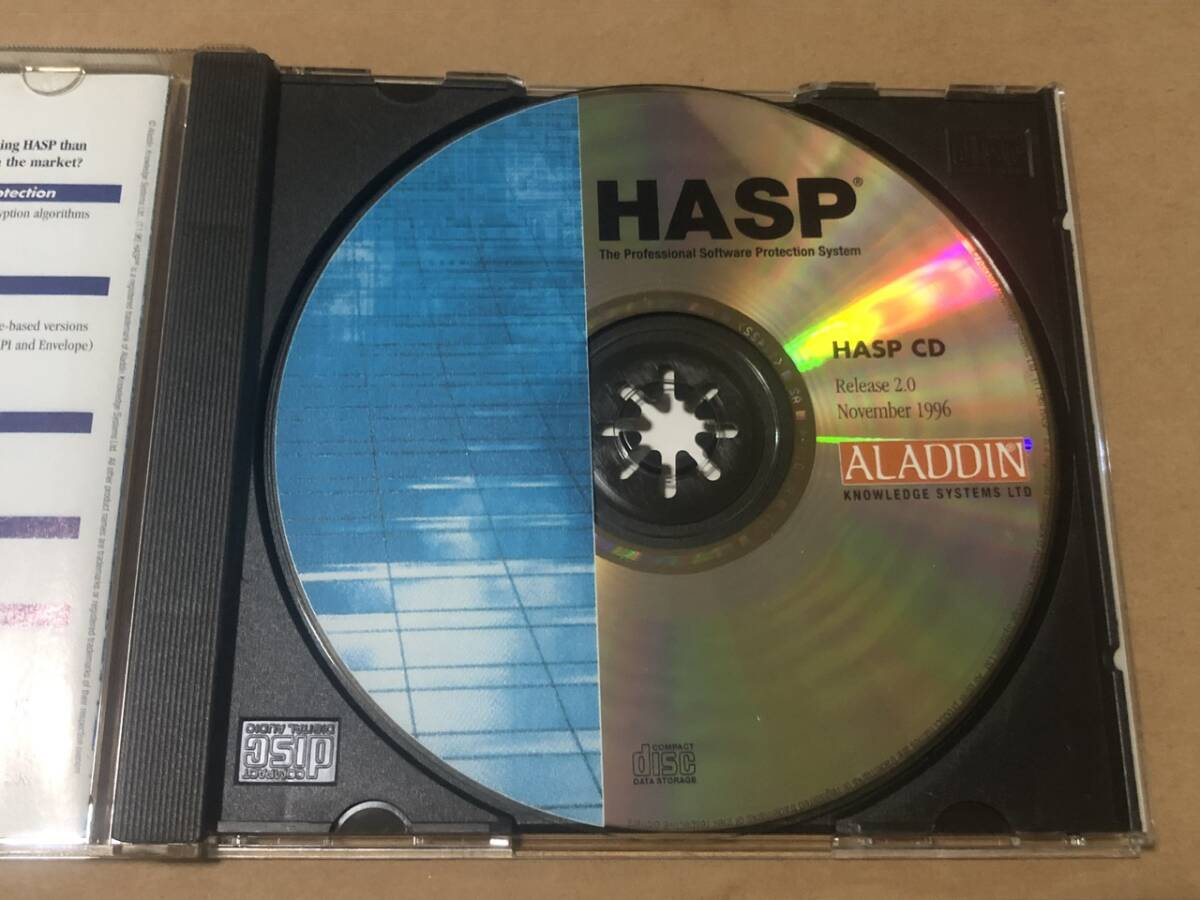 ing HASP than
the market?
otection
yption algorithms
e-based versions
PI and Envelope)
HASP®
The Professional Software Protection System
HASP CD
Release 2.0
November 1996
ALADDIN
KNOWLEDGE SYSTEMS LTD
COMPACT
disc
DATA STORAGE
COMPACT
disc
DIGITAL AUDIO